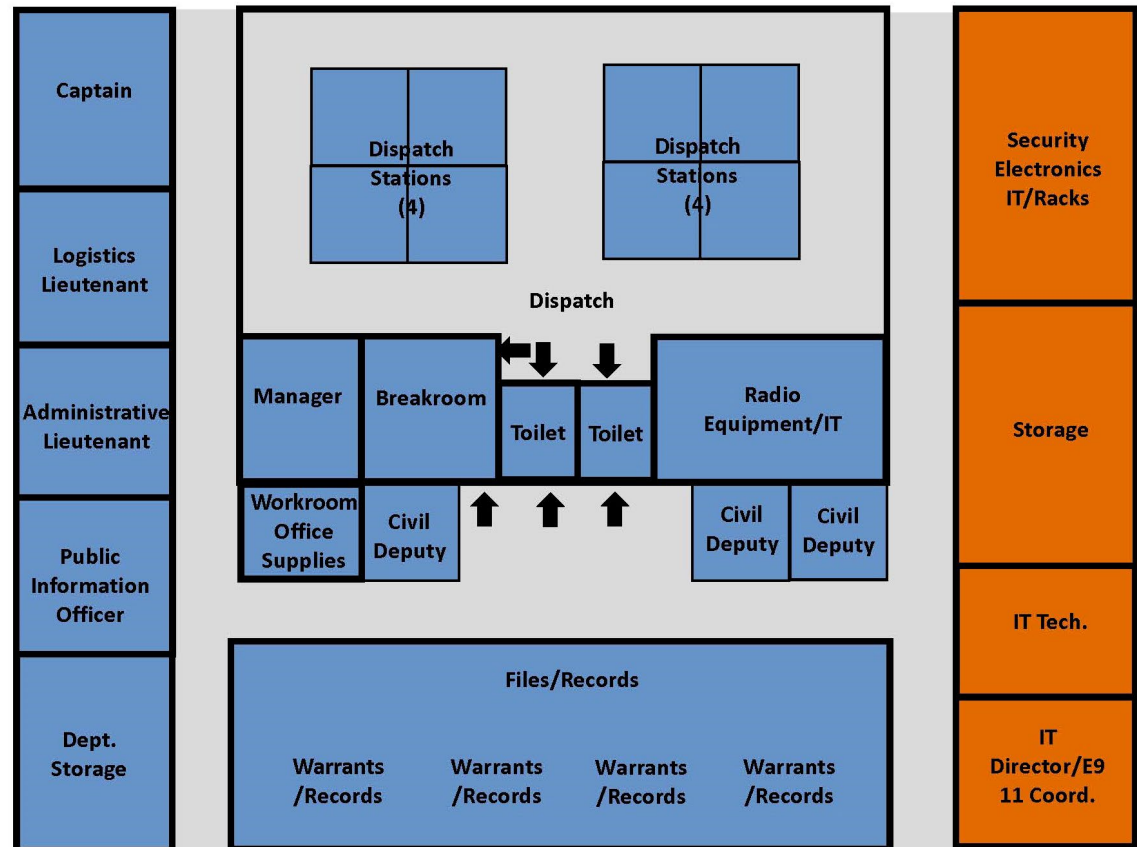 Captain
Logistics
Lieutenant
Administrative
Lieutenant
Public
Information
Officer
Dept.
Storage
Dispatch
Stations
(4)
Dispatch
Stations
(4)
Dispatch
Manager
Breakroom
Toilet
Toilet
Radio
Equipment/IT
Workroom
Office
Supplies
Civil
Deputy
Civil
Deputy
Civil
Deputy
Files/Records
Warrants
/Records
Warrants
/Records
Warrants
/Records
Warrants
/Records
Security
Electronics
IT/Racks
Storage
IT Tech.
IT
Director/E9
11 Coord.